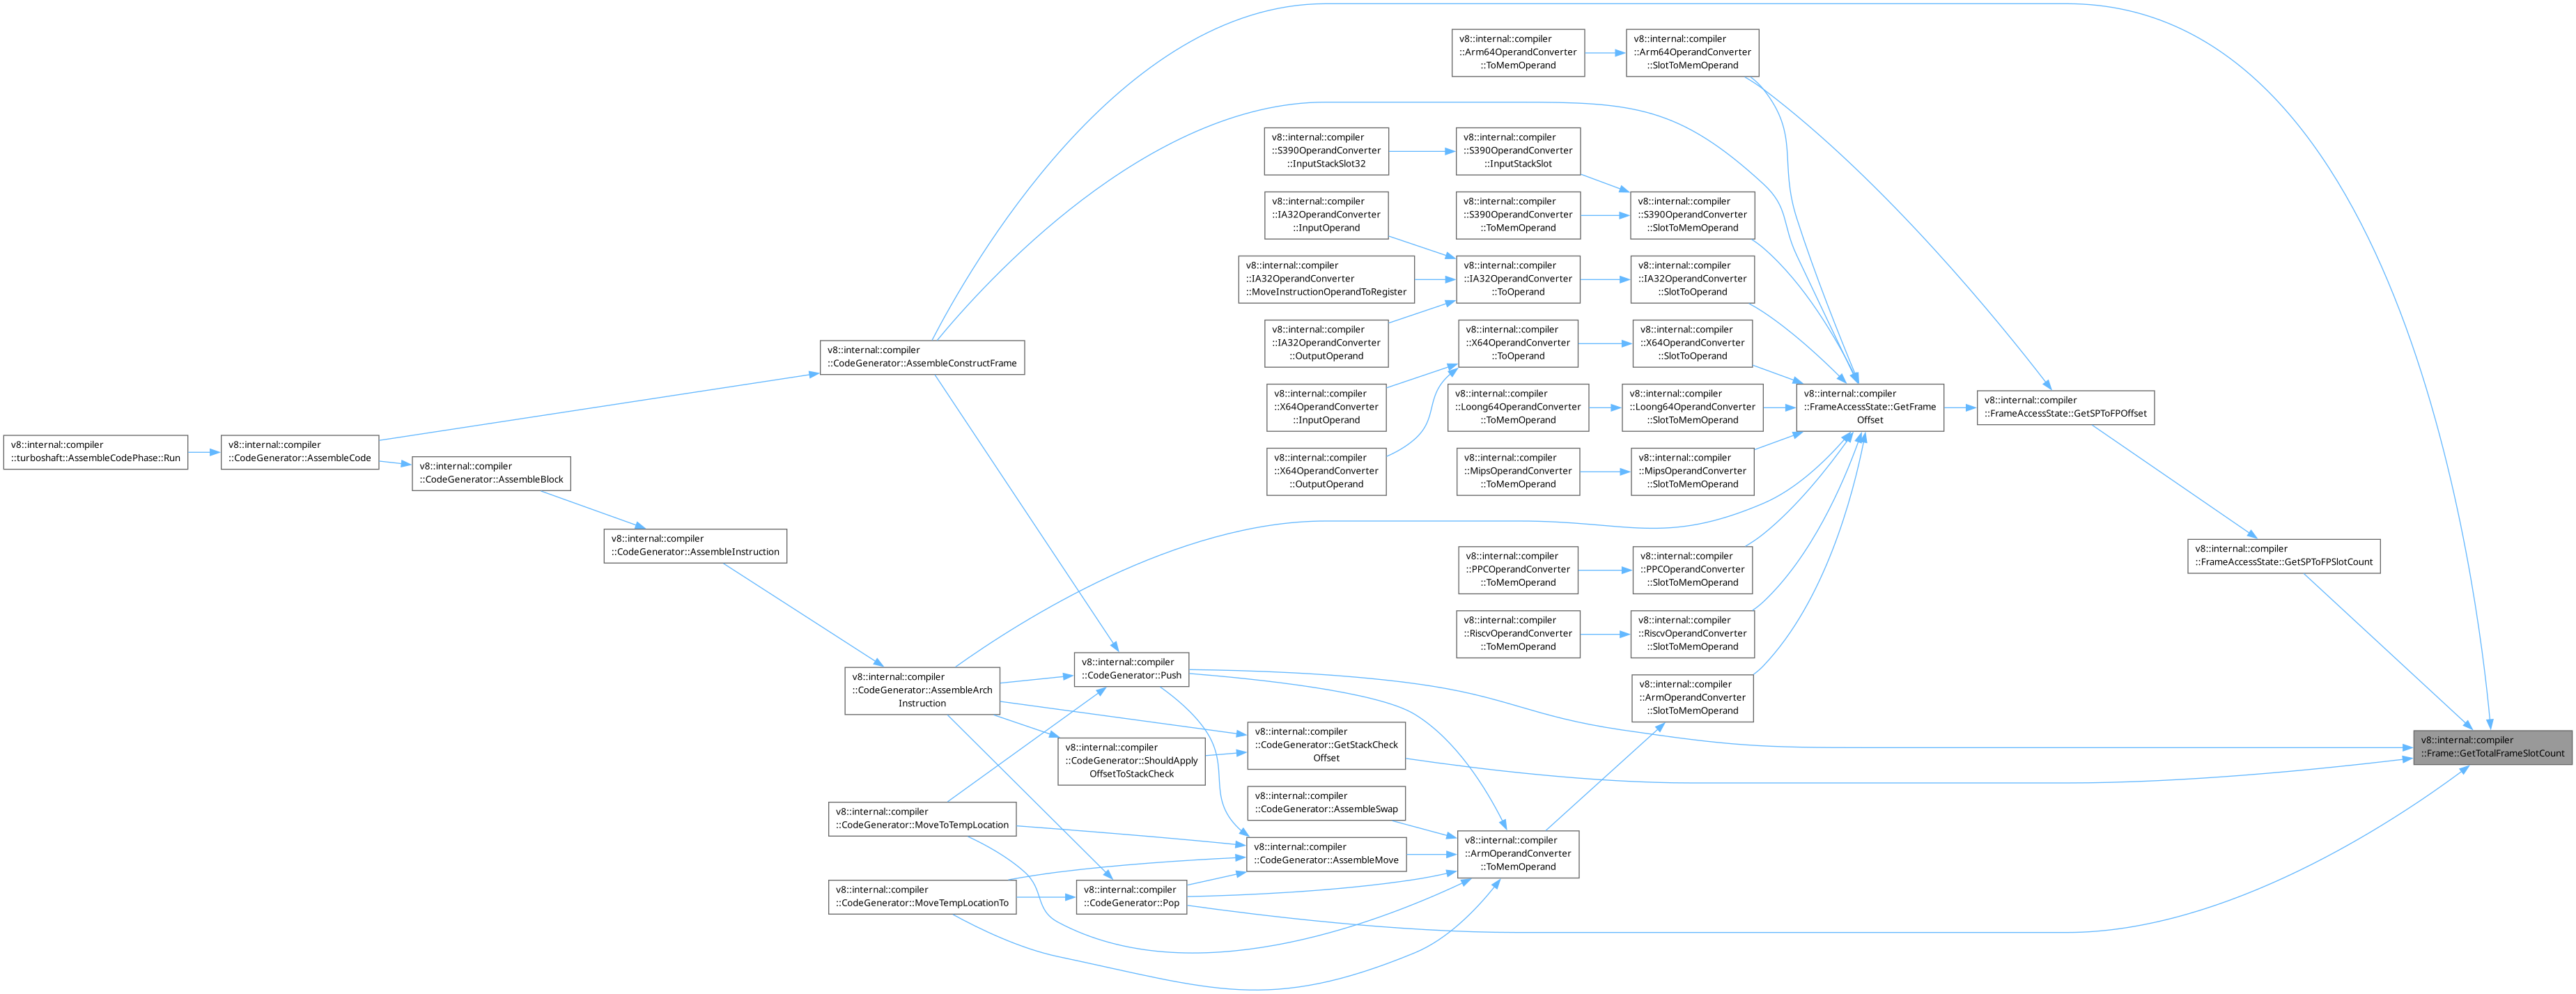 v8::internal::compiler
::Arm64OperandConverter
::ToMemOperand
v8::internal::compiler
::Arm64OperandConverter
::SlotToMemOperand
v8::internal::compiler
::S390OperandConverter
::InputStackSlot32
v8::internal::compiler
::S390OperandConverter
::InputStackSlot
v8::internal::compiler
::IA32OperandConverter
::InputOperand
v8::internal::compiler
::S390OperandConverter
::ToMemOperand
v8::internal::compiler
::S390OperandConverter
::SlotToMemOperand
v8::internal::compiler
::IA32OperandConverter
::MoveInstructionOperandToRegister
v8::internal::compiler
::IA32OperandConverter
::ToOperand
v8::internal::compiler
::IA32OperandConverter
::SlotToOperand
v8::internal::compiler
::CodeGenerator::AssembleConstructFrame
v8::internal::compiler
::IA32OperandConverter
::OutputOperand
v8::internal::compiler
::X64OperandConverter
::ToOperand
v8::internal::compiler
::X64OperandConverter
::SlotToOperand
v8::internal::compiler
::X64OperandConverter
::InputOperand
v8::internal::compiler
::Loong64OperandConverter
::ToMemOperand
v8::internal::compiler
::Loong64OperandConverter
::SlotToMemOperand
v8::internal::compiler
::FrameAccessState::GetFrame
Offset
v8::internal::compiler
::FrameAccessState::GetSPToFPOffset
v8::internal::compiler
::turboshaft::AssembleCodePhase::Run
v8::internal::compiler
::CodeGenerator::AssembleCode
v8::internal::compiler
::CodeGenerator::AssembleBlock
v8::internal::compiler
::X64OperandConverter
::OutputOperand
v8::internal::compiler
::MipsOperandConverter
::ToMemOperand
v8::internal::compiler
::MipsOperandConverter
::SlotToMemOperand
v8::internal::compiler
::CodeGenerator::AssembleInstruction
v8::internal::compiler
::PPCOperandConverter
::ToMemOperand
v8::internal::compiler
::PPCOperandConverter
::SlotToMemOperand
v8::internal::compiler
::FrameAccessState::GetSPToFPSlotCount
v8::internal::compiler
::RiscvOperandConverter
::ToMemOperand
v8::internal::compiler
::RiscvOperandConverter
::SlotToMemOperand
v8::internal::compiler
::CodeGenerator::AssembleArch
Instruction
v8::internal::compiler
::CodeGenerator::Push
v8::internal::compiler
::ArmOperandConverter
::SlotToMemOperand
v8::internal::compiler
::CodeGenerator::ShouldApply
OffsetToStackCheck
v8::internal::compiler
::CodeGenerator::GetStackCheck
Offset
v8::internal::compiler
::Frame::GetTotalFrameSlotCount
v8::internal::compiler
::CodeGenerator::MoveToTempLocation
v8::internal::compiler
::CodeGenerator::AssembleSwap
v8::internal::compiler
::CodeGenerator::AssembleMove
v8::internal::compiler
::ArmOperandConverter
::ToMemOperand
v8::internal::compiler
::CodeGenerator::MoveTempLocationTo
v8::internal::compiler
::CodeGenerator::Pop